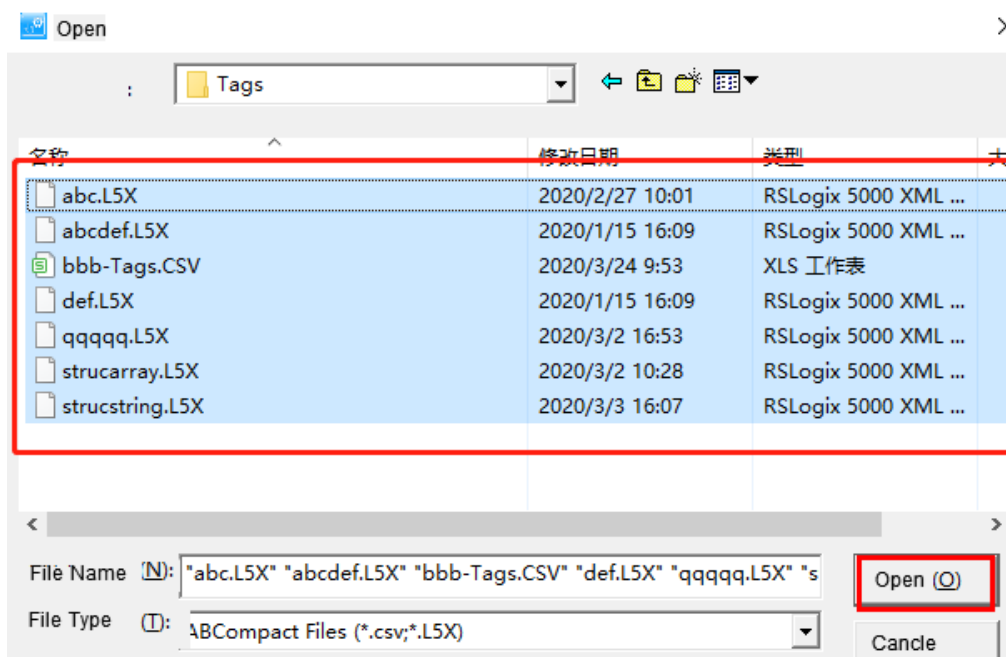 Open
: Tags
名称 修改日期 类型 大
abc.L5X 2020/2/27 10:01 RSLogix 5000 XML ...
abcdef.L5X 2020/1/15 16:09 RSLogix 5000 XML ...
bbb-Tags.CSV 2020/3/24 9:53 XLS 工作表
def.L5X 2020/1/15 16:09 RSLogix 5000 XML ...
qqqqq.L5X 2020/3/2 16:53 RSLogix 5000 XML ...
strucarray.L5X 2020/3/2 10:28 RSLogix 5000 XML ...
strucstring.L5X 2020/3/3 16:07 RSLogix 5000 XML ...
File Name (N): "abc.L5X" "abcdef.L5X" "bbb-Tags.CSV" "def.L5X" "qqqqq.L5X" "s Open (O)
File Type (T): ABCompact Files (*.csv;*.L5X) Cancle